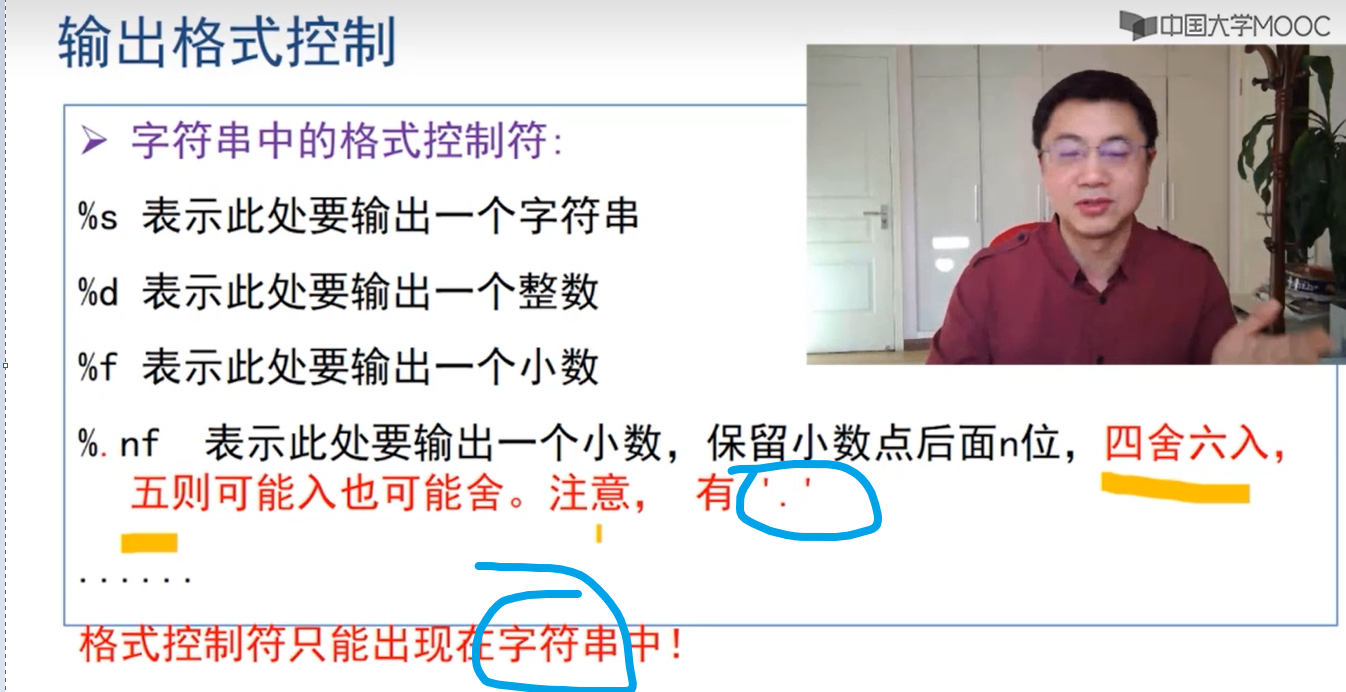 中国大学MOOC
输出格式控制
➢ 字符串中的格式控制符:
%s 表示此处要输出一个字符串
%d 表示此处要输出一个整数
%f 表示此处要输出一个小数
%.nf 表示此处要输出一个小数，保留小数点后面n位，四舍六入，
五则可能入也可能舍。注意， 有 '.'
......
格式控制符只能出现在字符串中!